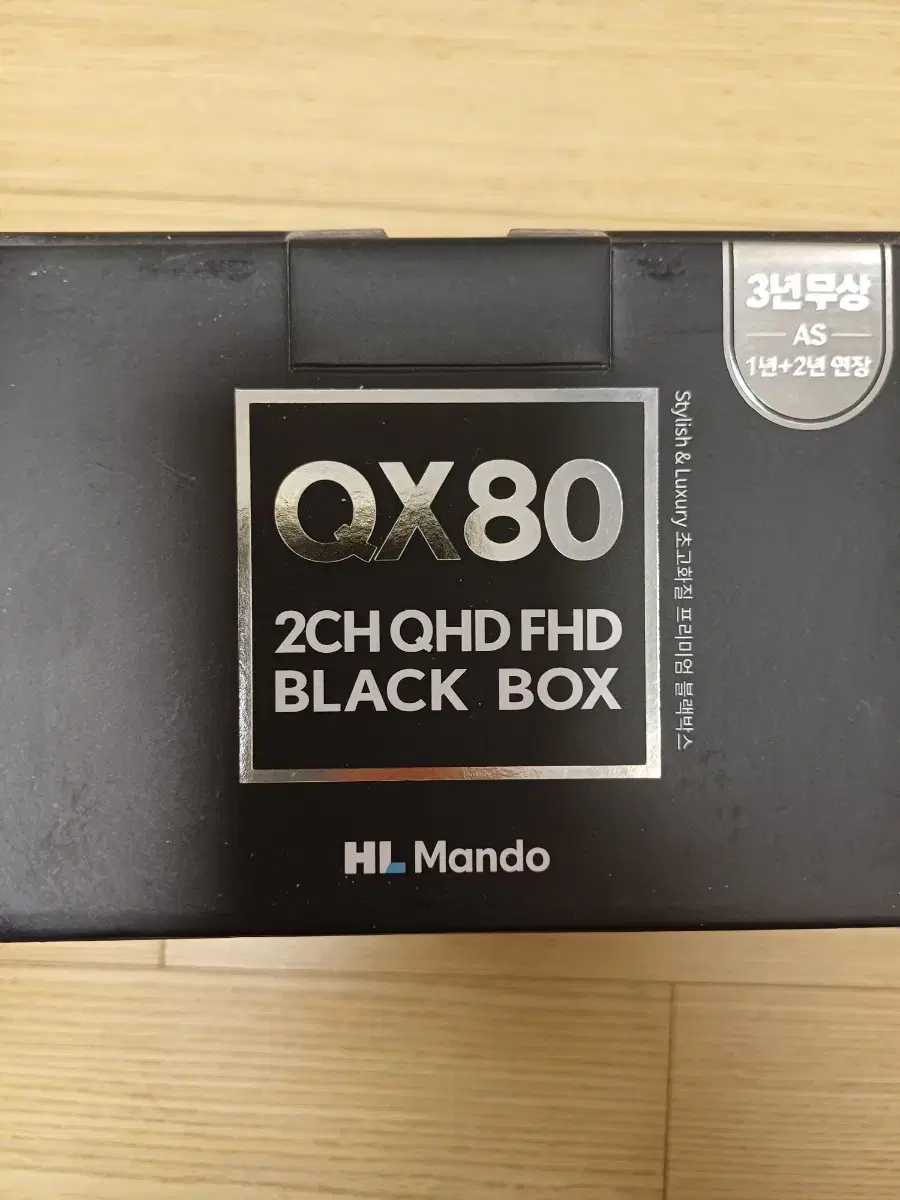 3년무상
AS
1년+2년 연장
QX80
2CH QHD FHD
BLACK BOX
Stylish & Luxury 초고화질 프리미엄 블랙박스
HL Mando